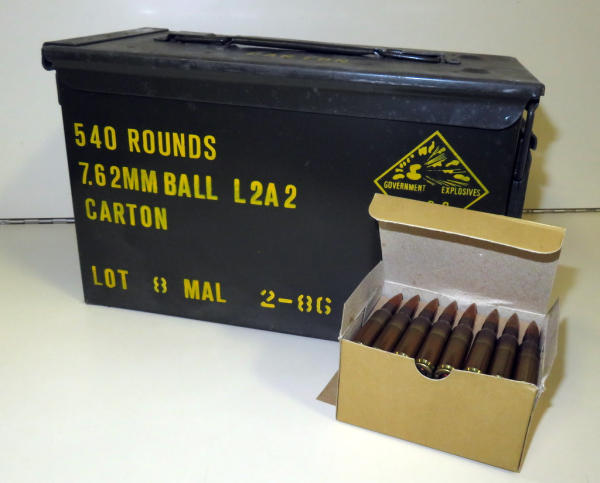 540 ROUNDS
7.62MM BALL L2A2
CARTON
LOT 8 MAL 2-86
GOVERNMENT EXPLOSIVES